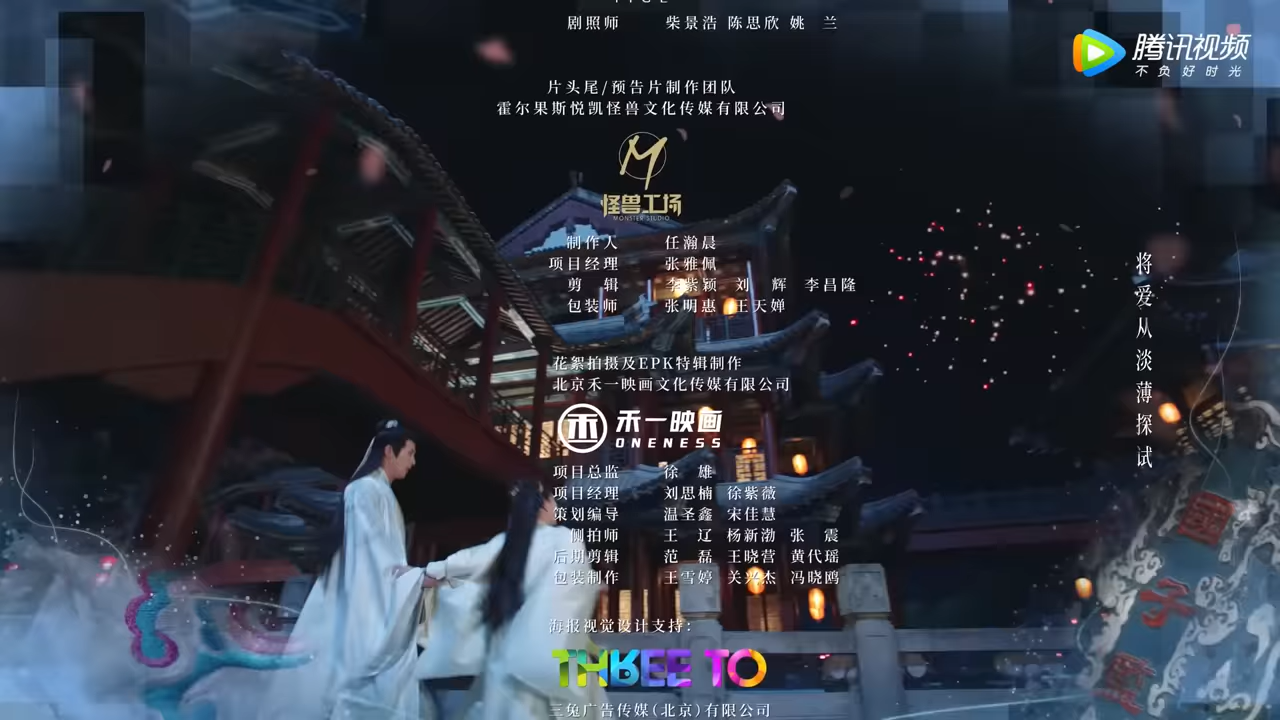 剧照师 柴景浩 陈思欣 姚 兰
腾讯视频
不负好时光
片头尾/预告片制作团队
霍尔果斯悦凯怪兽文化传媒有限公司
怪兽工场
MONSTER STUDIO
制作人 任瀚晨
项目经理 张雅佩
剪 辑 李紫颖 刘 辉 李昌隆
包装师 张明惠 王天婵
将爱从淡薄探试
花絮拍摄及EPK特辑制作
北京禾一映画文化传媒有限公司
禾一映画
ONENESS
项目总监 徐 雄
项目经理 刘思楠 徐紫薇
策划编导 温圣鑫 宋佳慧
侧拍师 王 辽 杨新渤 张 震
后期剪辑 范 磊 王晓营 黄代瑶
包装制作 王雪婷 关兴杰 冯晓鸥
國子監
海报视觉设计支持：
THREE TO
三兔广告传媒(北京)有限公司